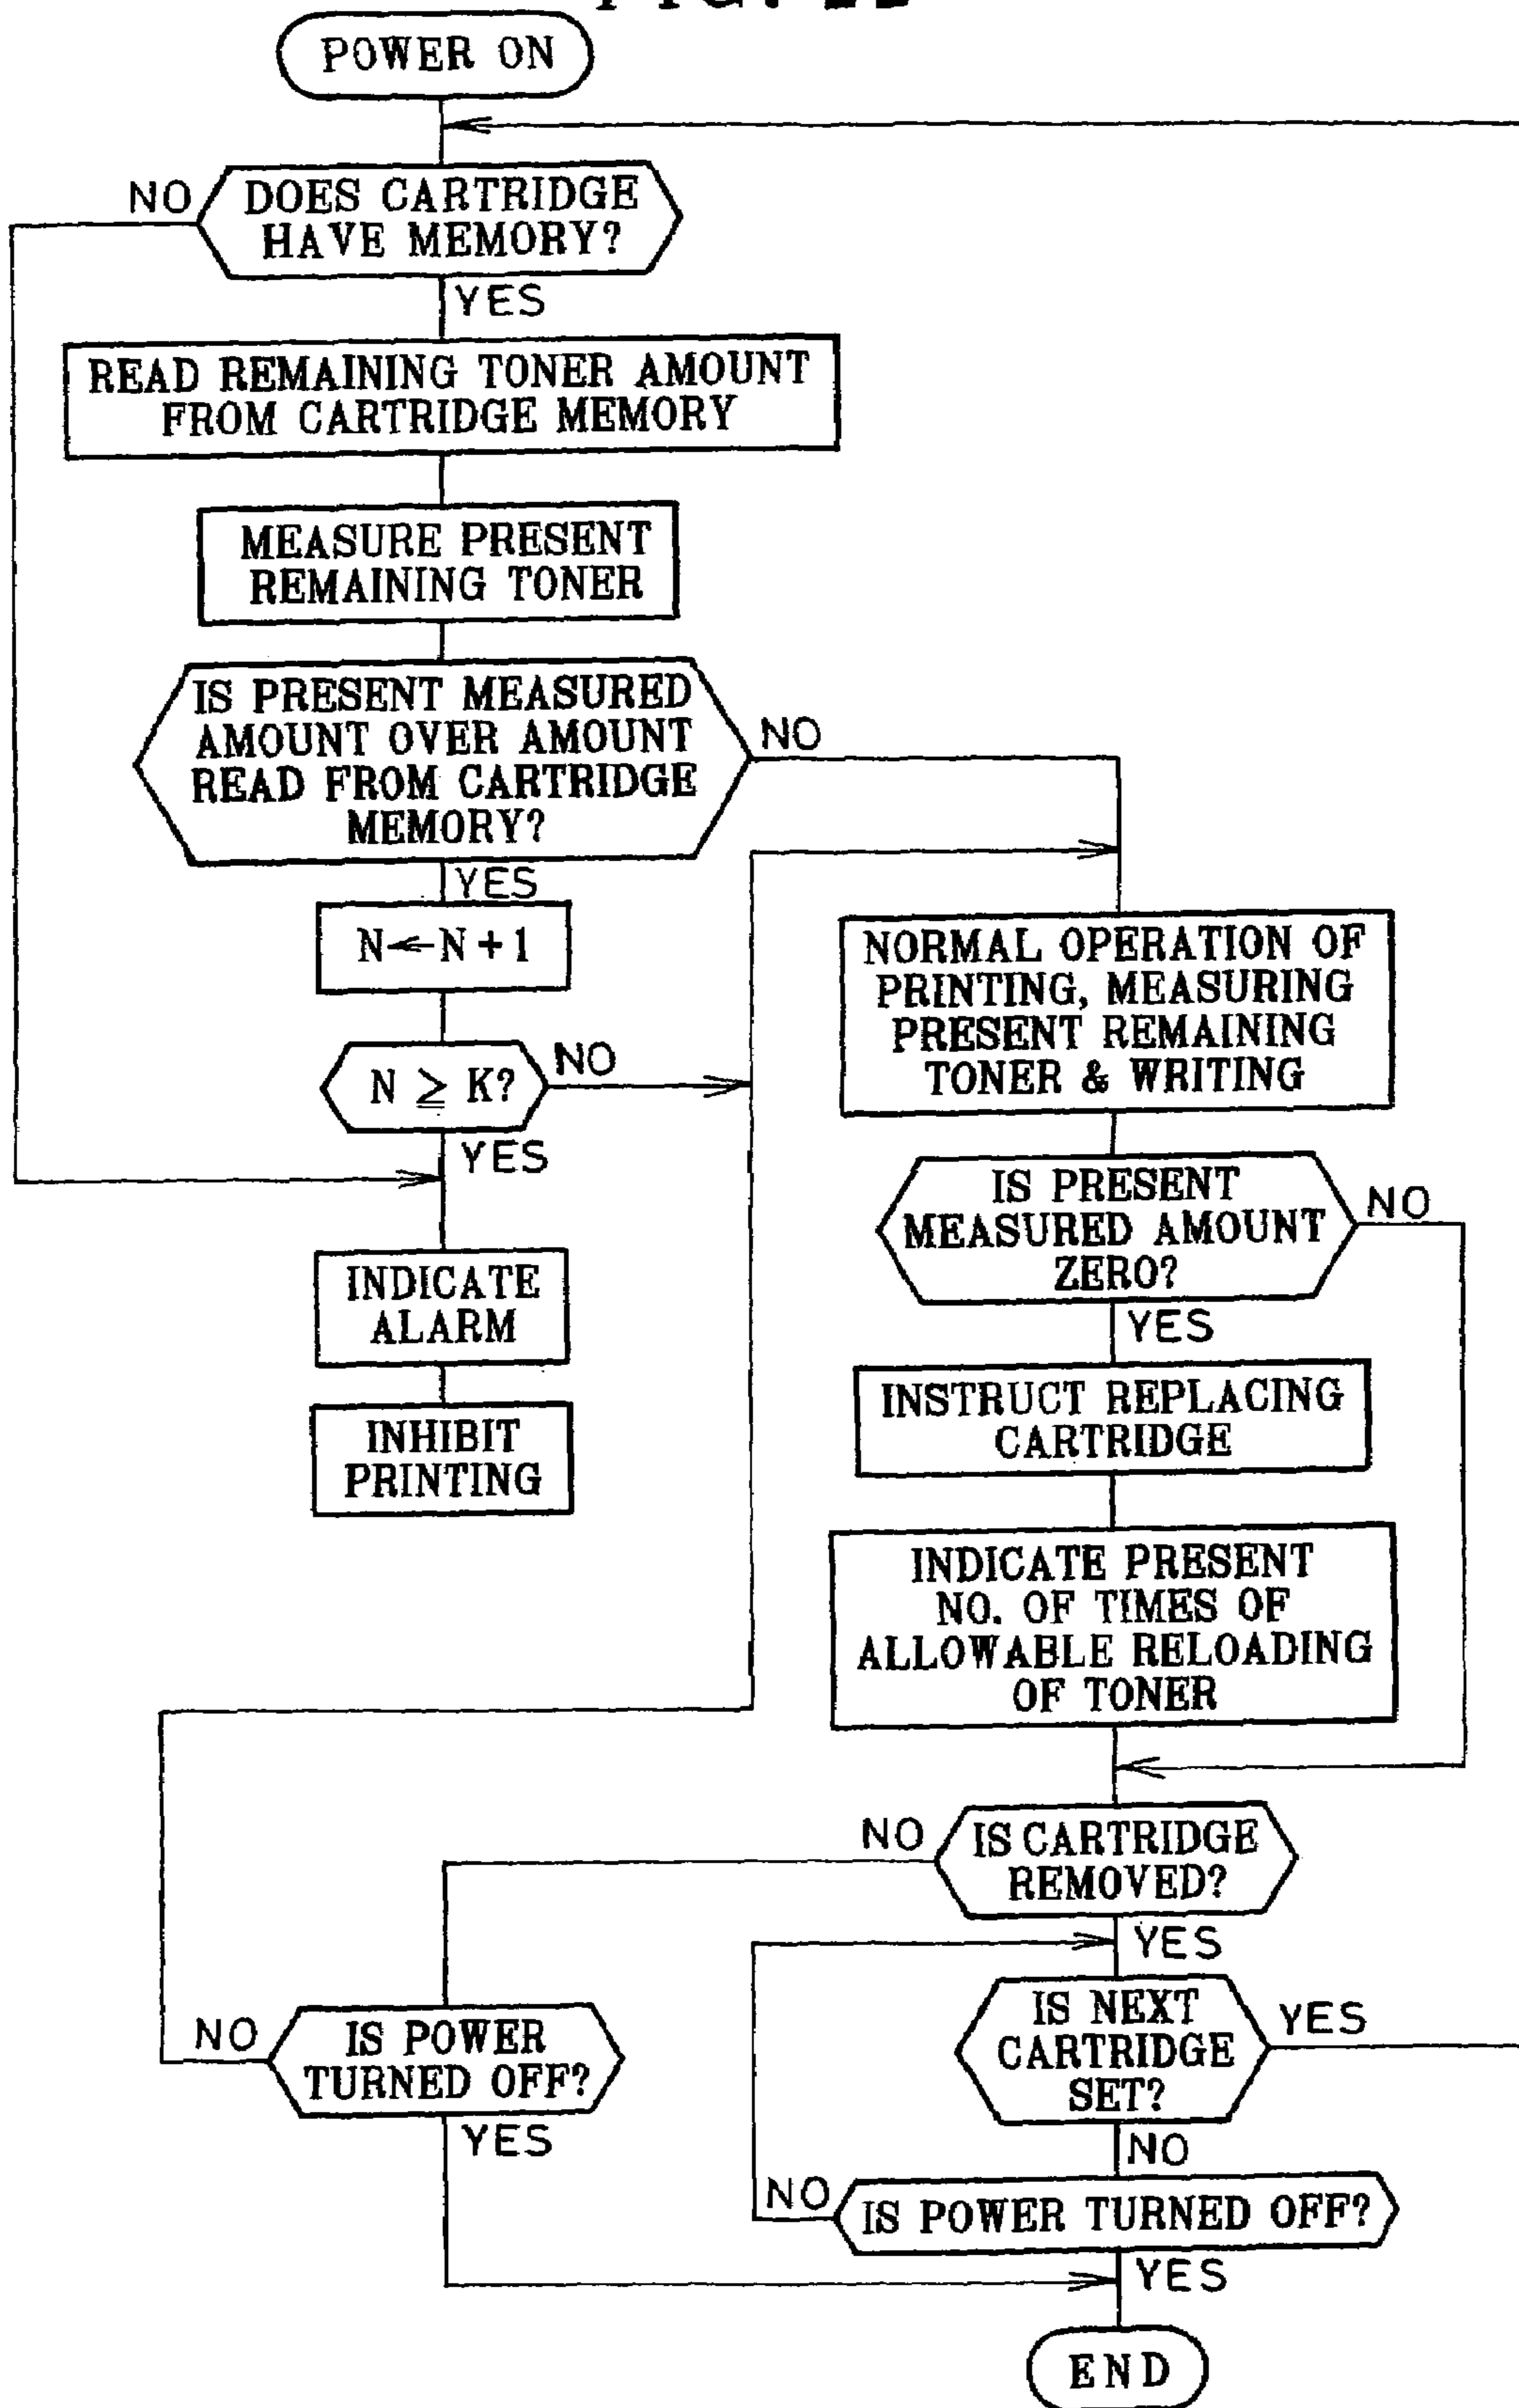 POWER ON
NO
DOES CARTRIDGE
HAVE MEMORY?
YES
READ REMAINING TONER AMOUNT
FROM CARTRIDGE MEMORY
MEASURE PRESENT
REMAINING TONER
IS PRESENT MEASURED
AMOUNT OVER AMOUNT
READ FROM CARTRIDGE
MEMORY?
NO
YES
N←N+1
N ≧ K?
NO
YES
INDICATE
ALARM
INHIBIT
PRINTING
NORMAL OPERATION OF
PRINTING, MEASURING
PRESENT REMAINING
TONER & WRITING
IS PRESENT
MEASURED AMOUNT
ZERO?
NO
YES
INSTRUCT REPLACING
CARTRIDGE
INDICATE PRESENT
NO. OF TIMES OF
ALLOWABLE RELOADING
OF TONER
NO
IS CARTRIDGE
REMOVED?
YES
NO
IS POWER
TURNED OFF?
YES
IS NEXT
CARTRIDGE
SET?
YES
NO
NO
IS POWER TURNED OFF?
YES
END